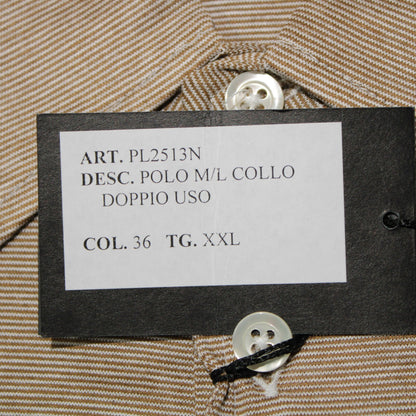 ART. PL2513N
DESC. POLO M/L COLLO
DOPPIO USO
COL. 36 TG. XXL